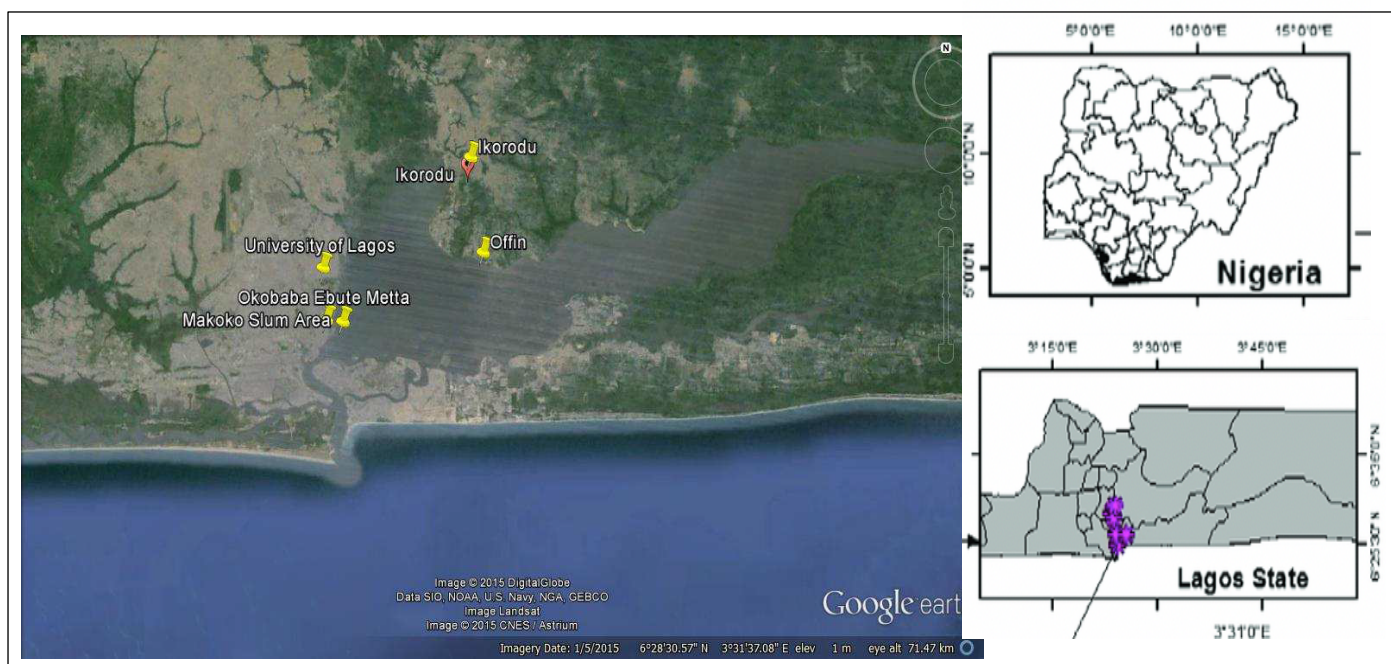 N
Ikorodu
Ikorodu
University of Lagos
Offin
Okobaba Ebute Metta
Makoko Slum Area
Image © 2015 DigitalGlobe
Data SIO, NOAA, U.S. Navy, NGA, GEBCO
Image Landsat
Image © 2015 CNES / Astrium
Google eart
Imagery Date: 1/5/2015 6°28'30.57" N 3°31'37.08" E elev 1 m eye alt 71.47 km
5°0'0"E 10°0'0"E 15°0'0"E
10°0'0"N 10°0'0"N
5°0'0"N
Nigeria
3°15'0"E 3°30'0"E 3°45'0"E
6°35'0"N
6°25'30"N
Lagos State
3°31'0"E